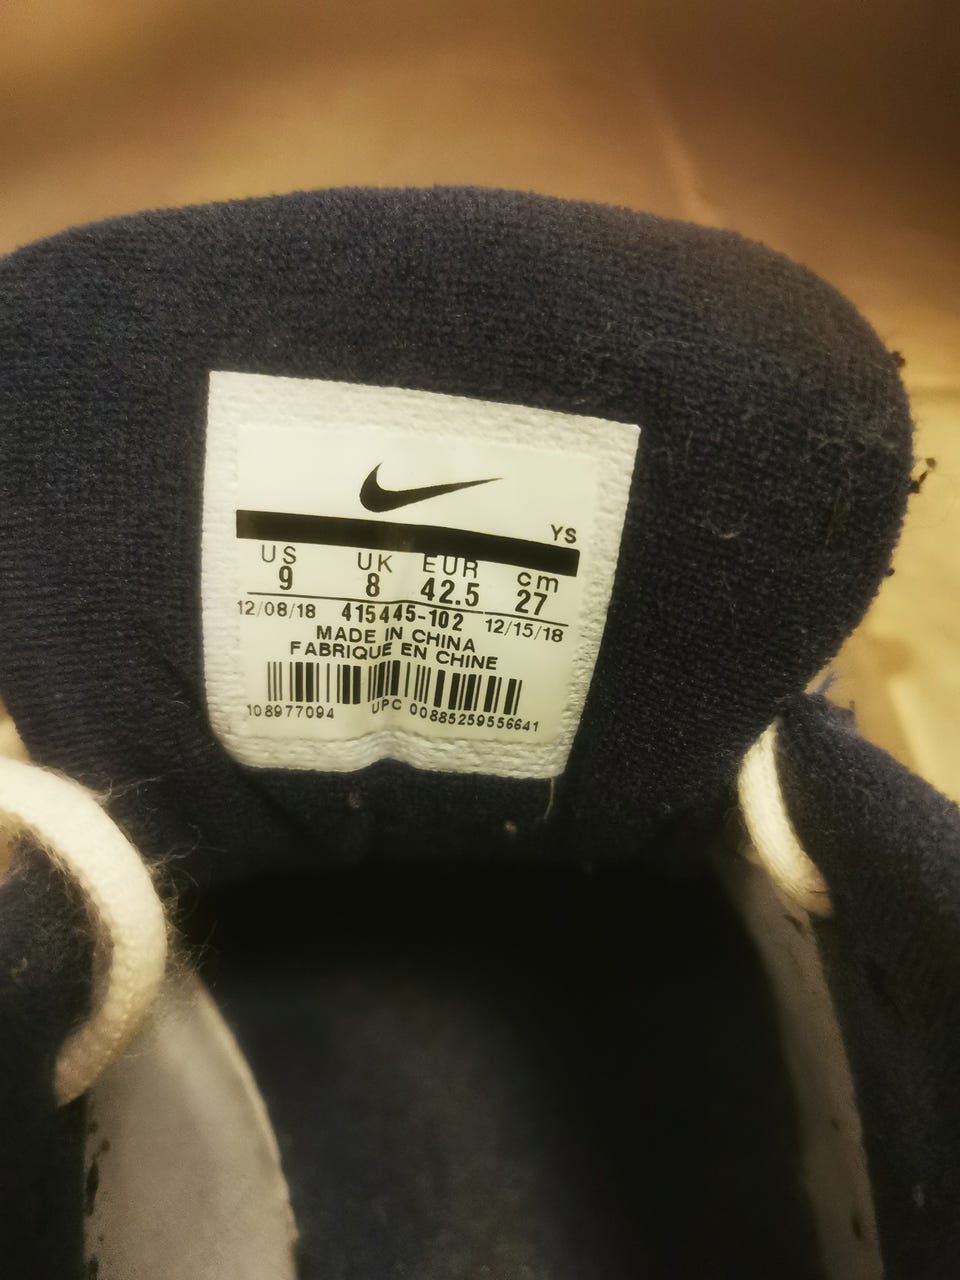 YS
US UK EUR cm
9 8 42.5 27
12/08/18 415445-102 12/15/18
MADE IN CHINA
FABRIQUE EN CHINE
108977094 UPC 00885259556641